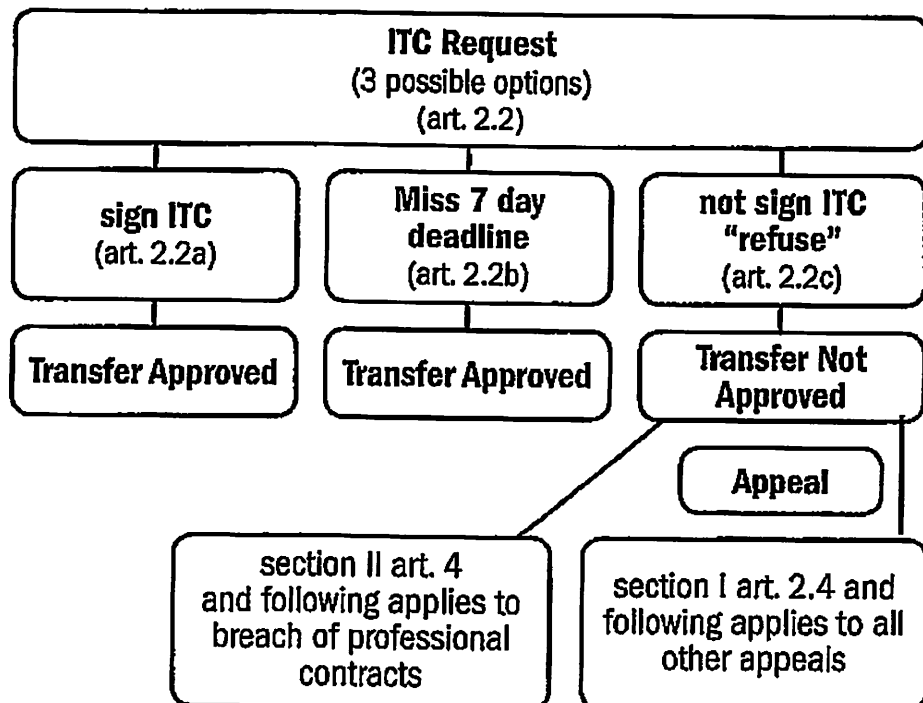 ITC Request
(3 possible options)
(art. 2.2)
sign ITC
(art. 2.2a)
Miss 7 day
deadline
(art. 2.2b)
not sign ITC
“refuse”
(art. 2.2c)
Transfer Approved
Transfer Approved
Transfer Not
Approved
Appeal
section II art. 4
and following applies to
breach of professional
contracts
section I art. 2.4 and
following applies to all
other appeals